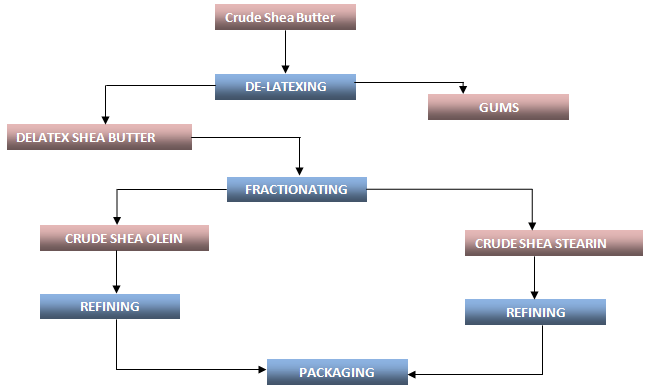 Crude Shea Butter
DE-LATEXING
GUMS
DELATEX SHEA BUTTER
FRACTIONATING
CRUDE SHEA OLEIN
CRUDE SHEA STEARIN
REFINING
REFINING
PACKAGING